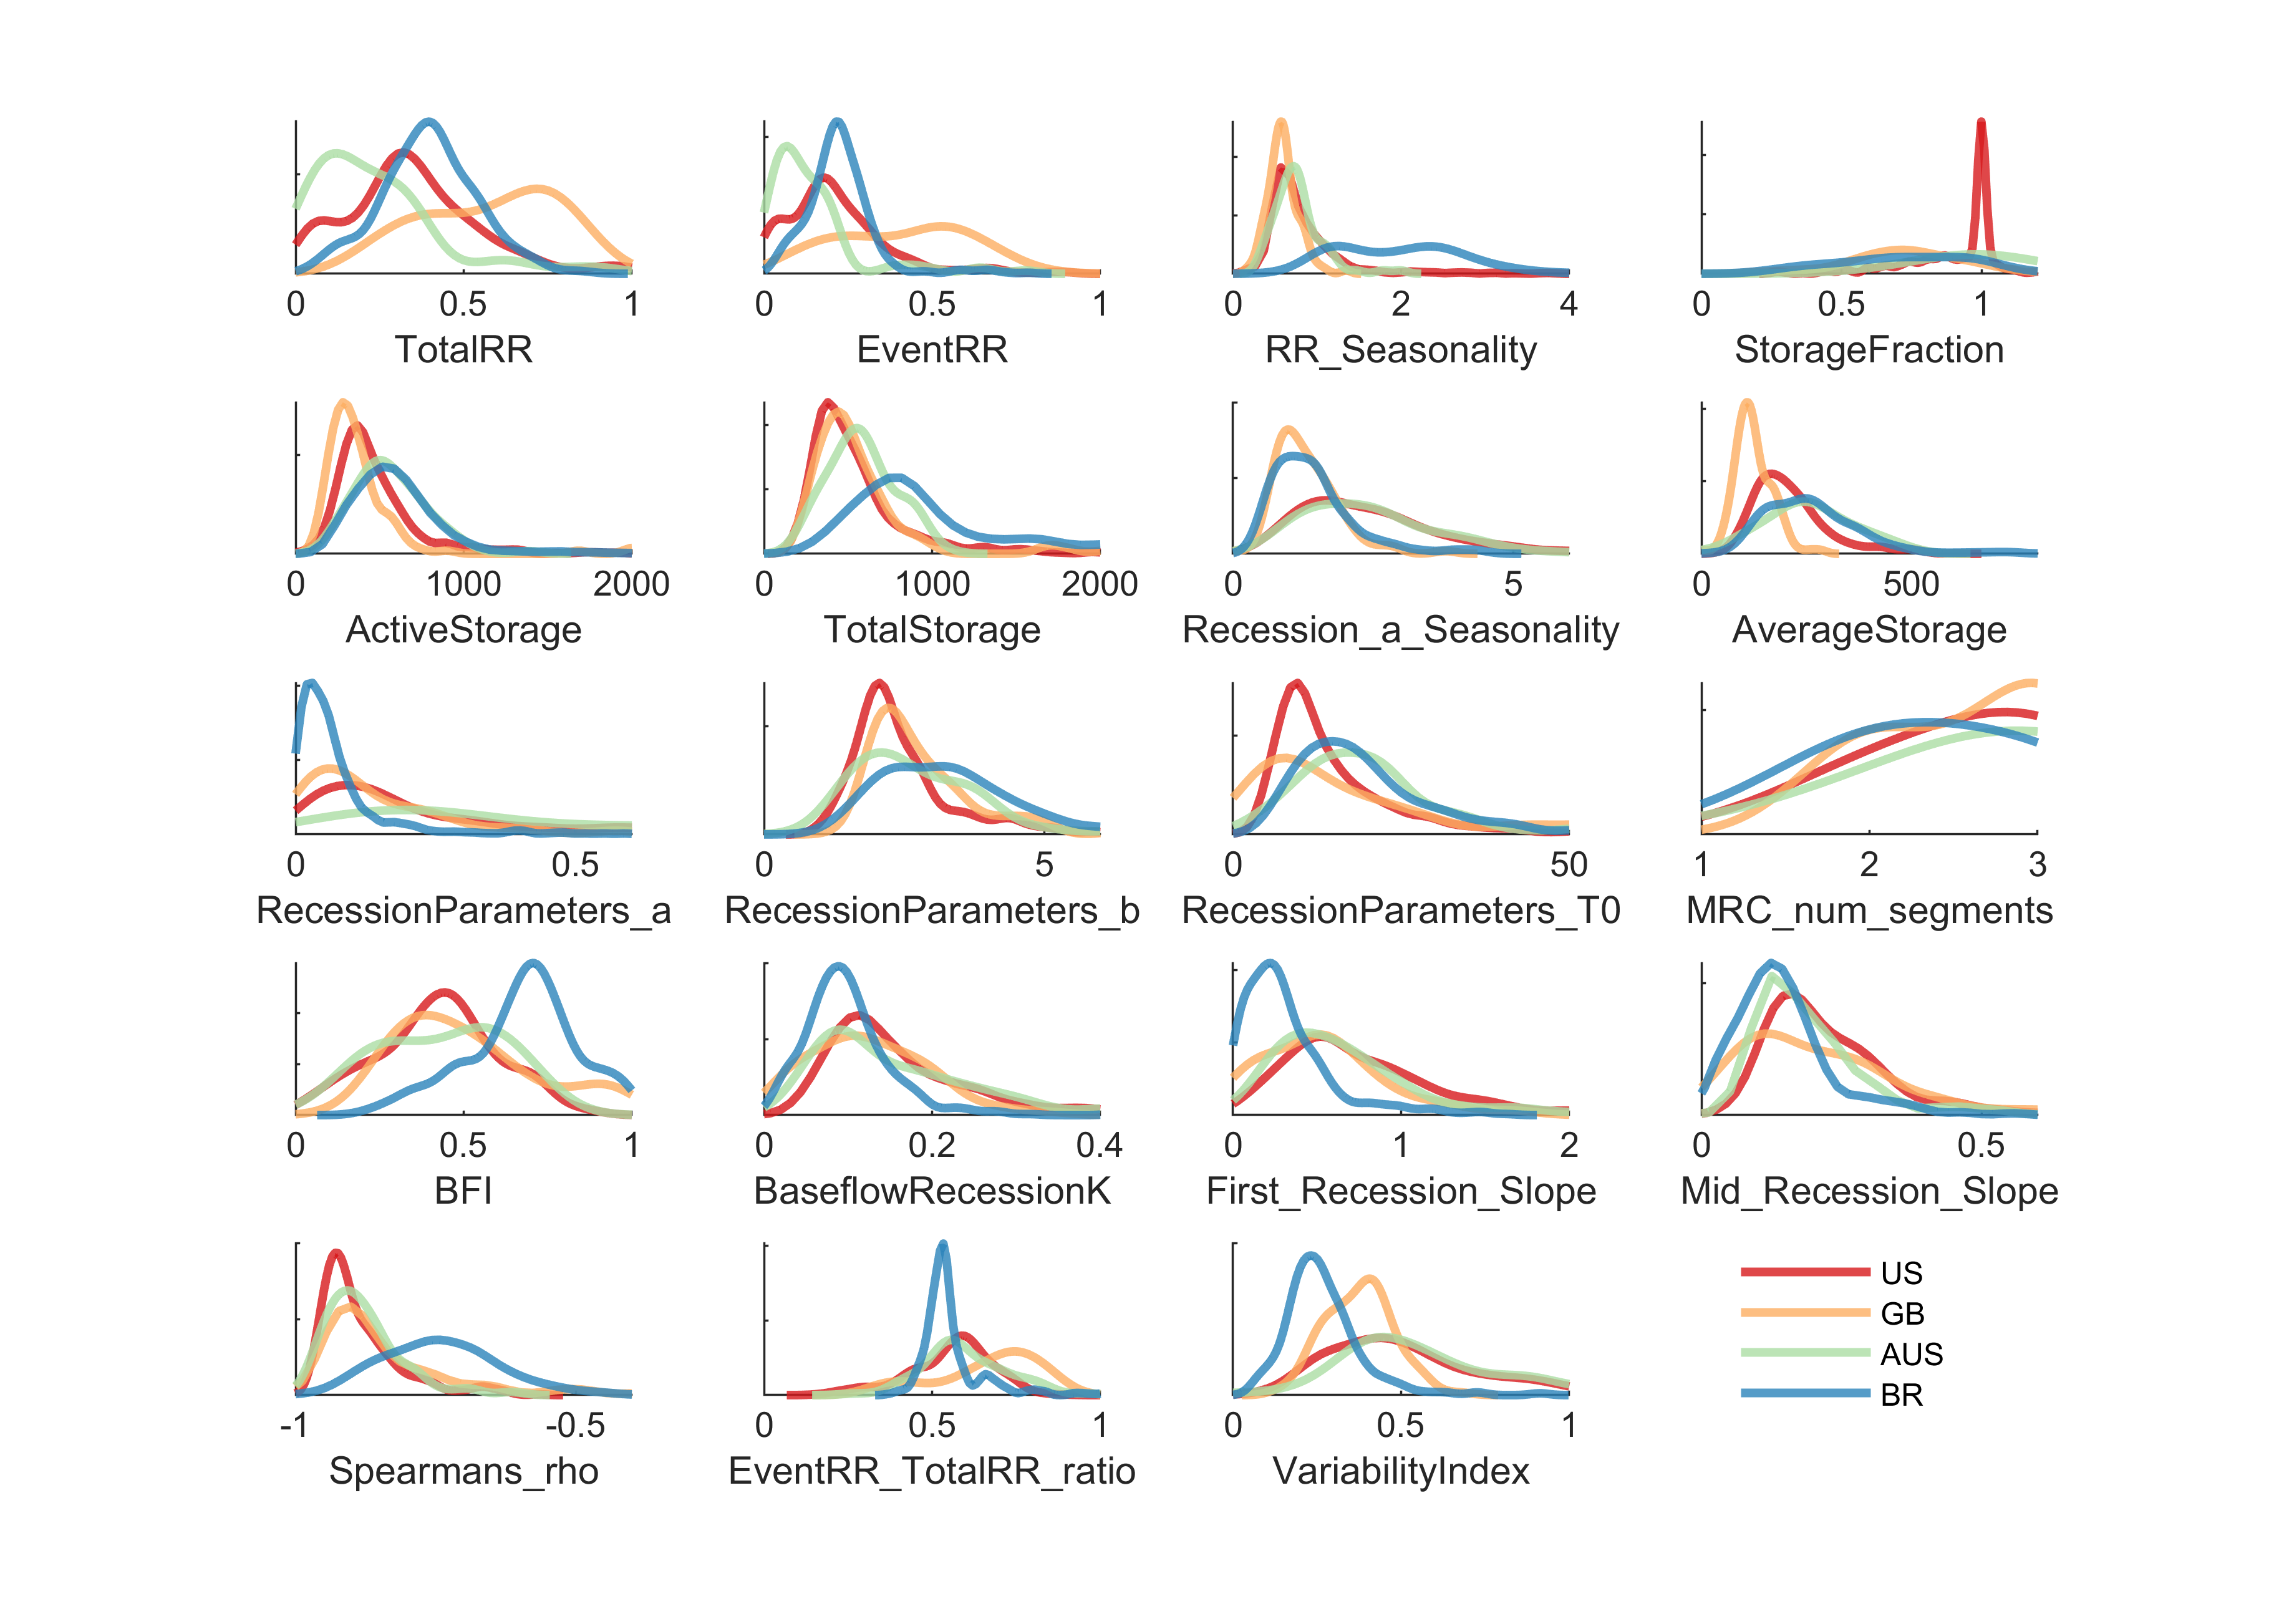 0 0.5 1
TotalRR
0 0.5 1
EventRR
0 2 4
RR_Seasonality
0 0.5 1
StorageFraction
0 1000 2000
ActiveStorage
0 1000 2000
TotalStorage
0 5
Recession_a_Seasonality
0 500
AverageStorage
0 0.5
RecessionParameters_a
0 5
RecessionParameters_b
0 50
RecessionParameters_T0
1 2 3
MRC_num_segments
0 0.5 1
BFI
0 0.2 0.4
BaseflowRecessionK
0 1 2
First_Recession_Slope
0 0.5
Mid_Recession_Slope
-1 -0.5
Spearmans_rho
0 0.5 1
EventRR_TotalRR_ratio
0 0.5 1
VariabilityIndex
US
GB
AUS
BR